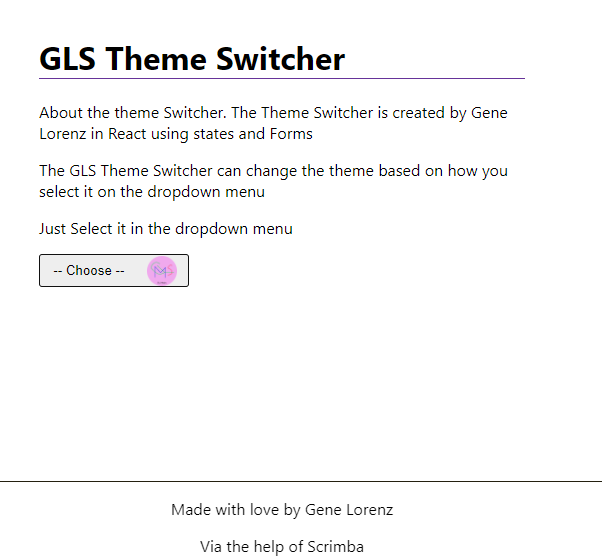 GLS Theme Switcher
About the theme Switcher. The Theme Switcher is created by Gene
Lorenz in React using states and Forms
The GLS Theme Switcher can change the theme based on how you
select it on the dropdown menu
Just Select it in the dropdown menu
-- Choose --
MS
Made with love by Gene Lorenz
Via the help of Scrimba